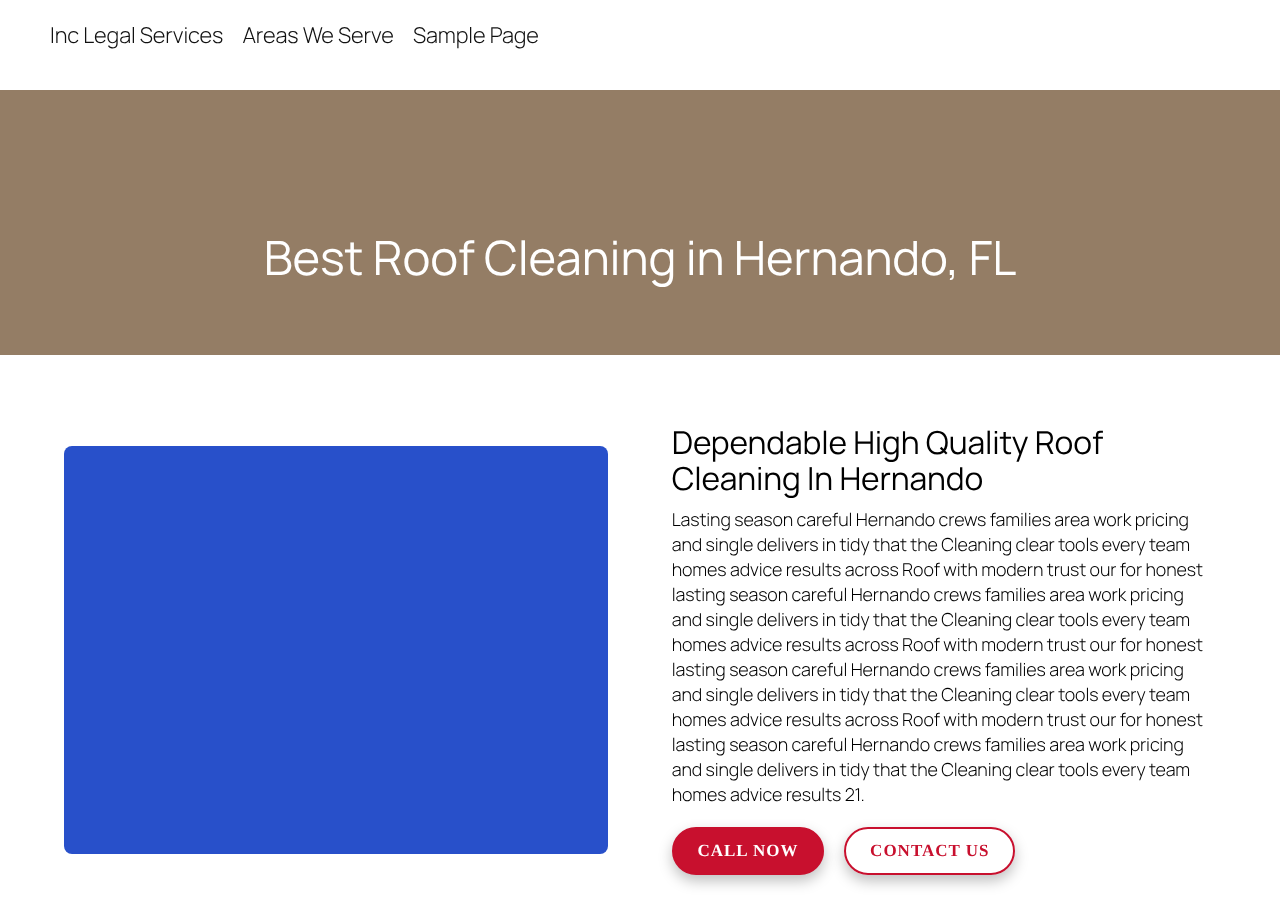 Inc Legal Services Areas We Serve Sample Page
Best Roof Cleaning in Hernando, FL
Dependable High Quality Roof
Cleaning In Hernando
Lasting season careful Hernando crews families area work pricing
and single delivers in tidy that the Cleaning clear tools every team
homes advice results across Roof with modern trust our for honest
lasting season careful Hernando crews families area work pricing
and single delivers in tidy that the Cleaning clear tools every team
homes advice results across Roof with modern trust our for honest
lasting season careful Hernando crews families area work pricing
and single delivers in tidy that the Cleaning clear tools every team
homes advice results across Roof with modern trust our for honest
lasting season careful Hernando crews families area work pricing
and single delivers in tidy that the Cleaning clear tools every team
homes advice results 21.
CALL NOW CONTACT US